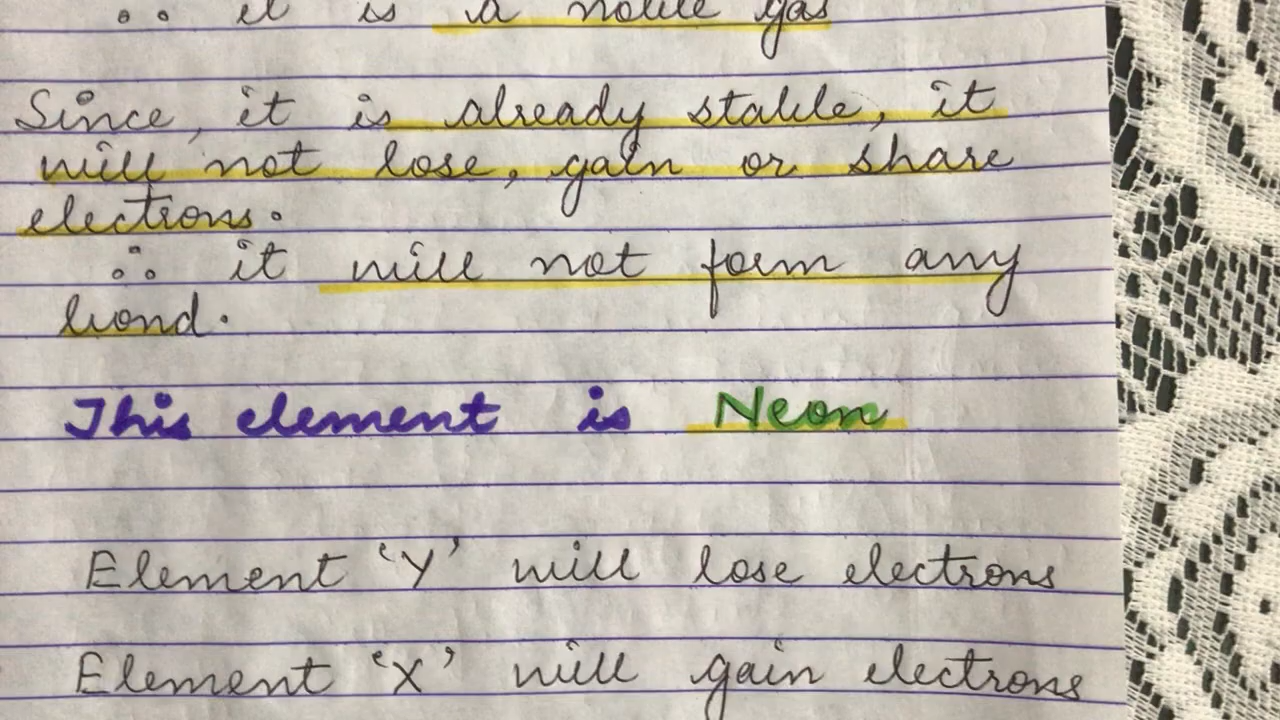 ∴ it is a noble gas
Since, it is already stable, it
will not lose, gain or share
electrons.
∴ it will not form any
bond.
This element is Neon
Element 'Y' will lose electrons
Element 'X' will gain electrons